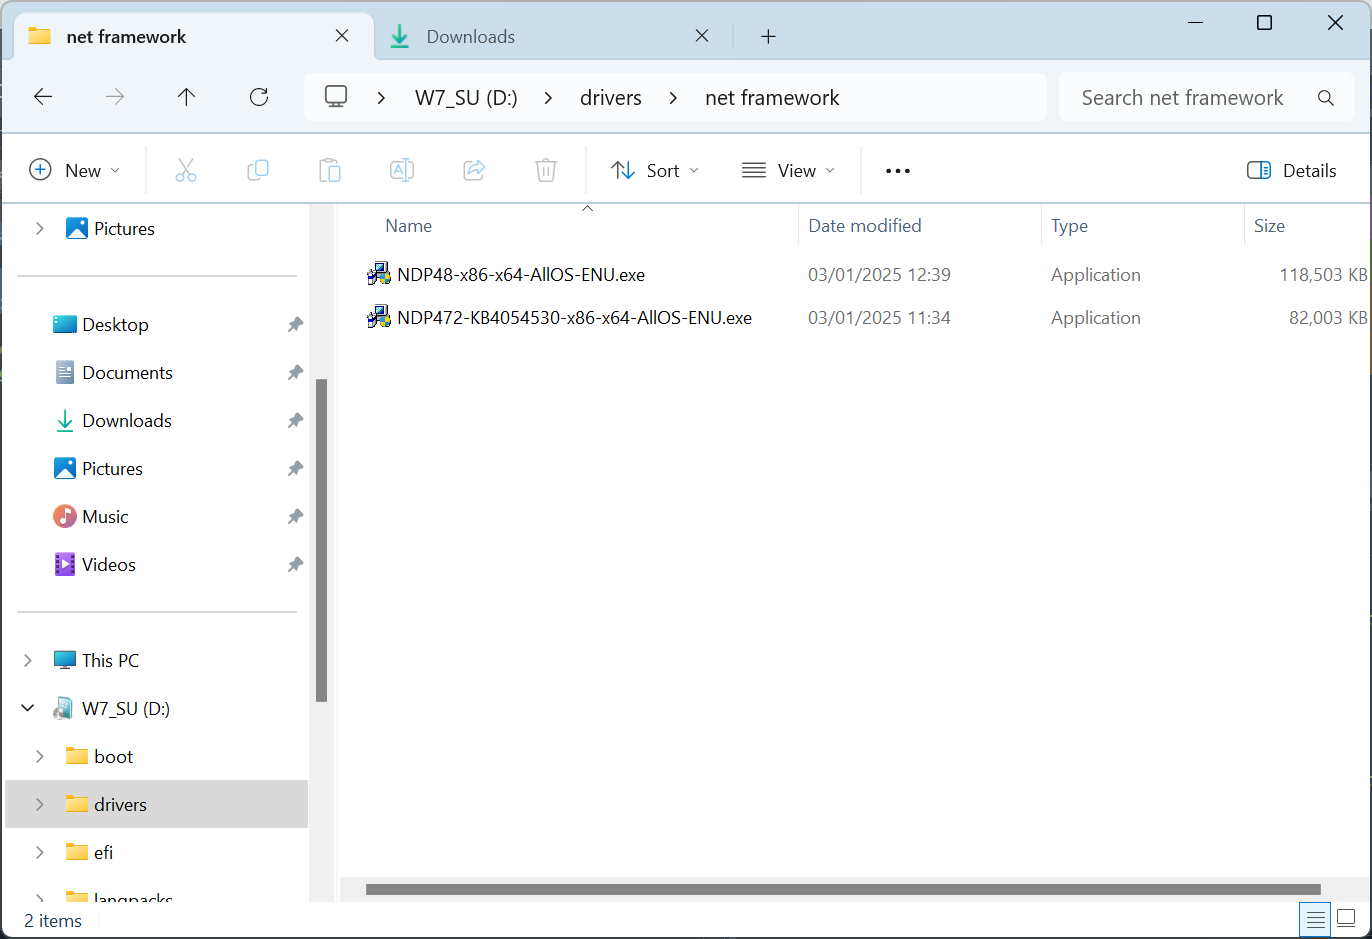 net framework
Downloads
W7_SU (D:) drivers net framework
Search net framework
New
Sort
View
Details
Pictures
Desktop
Documents
Downloads
Pictures
Music
Videos
This PC
W7_SU (D:)
boot
drivers
efi
langpacks
Name Date modified Type Size
NDP48-x86-x64-AllOS-ENU.exe 03/01/2025 12:39 Application 118,503 KB
NDP472-KB4054530-x86-x64-AllOS-ENU.exe 03/01/2025 11:34 Application 82,003 KB
2 items